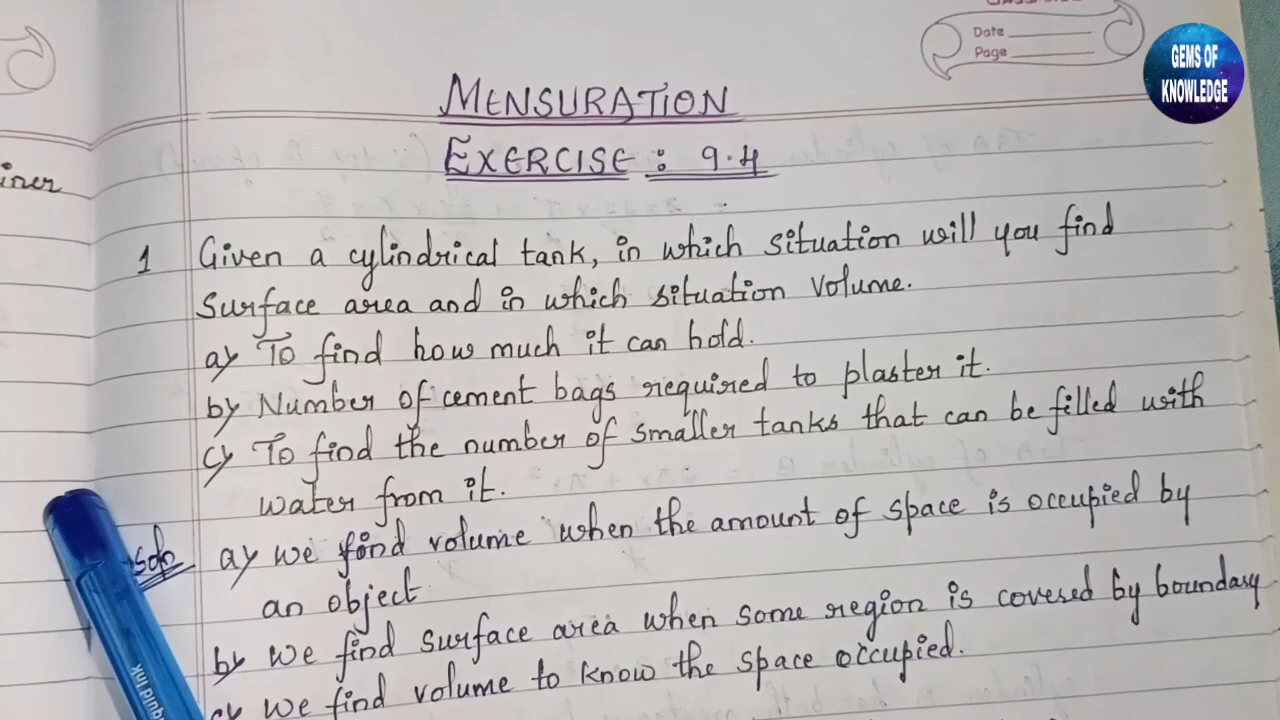 Date
Page
GEMS OF
KNOWLEDGE
MENSURATION
EXERCISE : 9.4
iner
1 Given a cylindrical tank, in which situation will you find
Surface area and in which situation volume.
a) To find how much it can hold.
b) Number of cement bags required to plaster it.
c) To find the number of smaller tanks that can be filled with
water from it.
Soln a) we find volume when the amount of space is occupied by
an object
b) we find surface area when some region is covered by boundary
c) we find volume to know the space occupied.
Liquid Ink